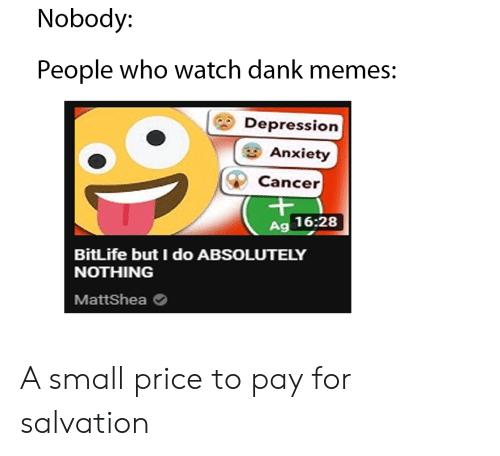 Nobody:
People who watch dank memes:
Depression
Anxiety
Cancer
+
Ag 16:28
BitLife but I do ABSOLUTELY
NOTHING
MattShea
A small price to pay for
salvation